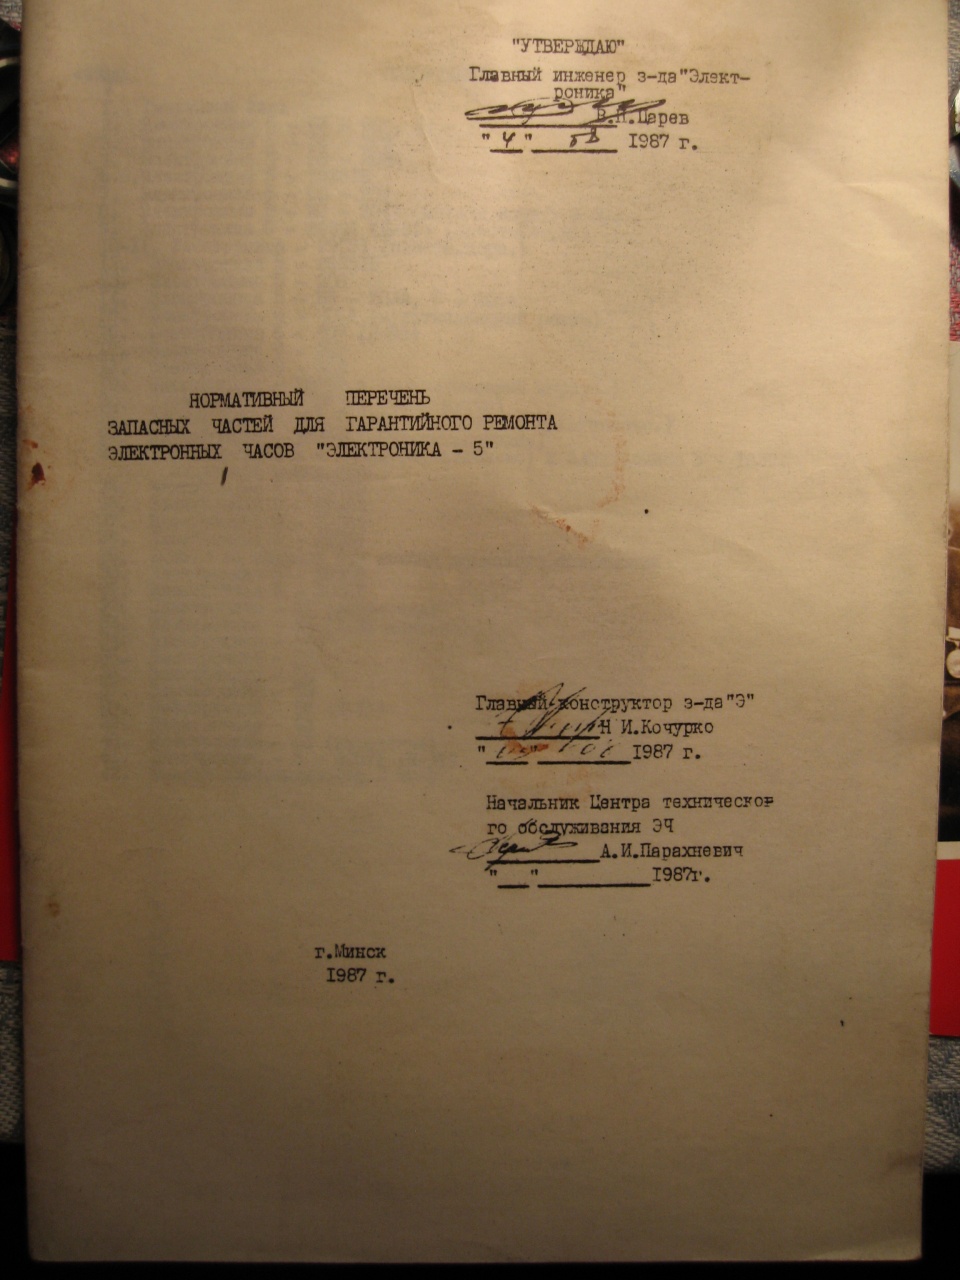 "УТВЕРЖДАЮ"
Главный инженер з-да"Элект-
роника"
В.П.Царев
"4" 1987 г.
НОРМАТИВНЫЙ ПЕРЕЧЕНЬ
ЗАПАСНЫХ ЧАСТЕЙ ДЛЯ ГАРАНТИЙНОГО РЕМОНТА
ЭЛЕКТРОННЫХ ЧАСОВ "ЭЛЕКТРОНИКА - 5"
Главный конструктор з-да"Э"
Н И.Кочурко
" " 1987 г.
Начальник Центра техническо-
го обслуживания ЭЧ
А.И.Парахневич
" " 1987г.
г.Минск
1987 г.